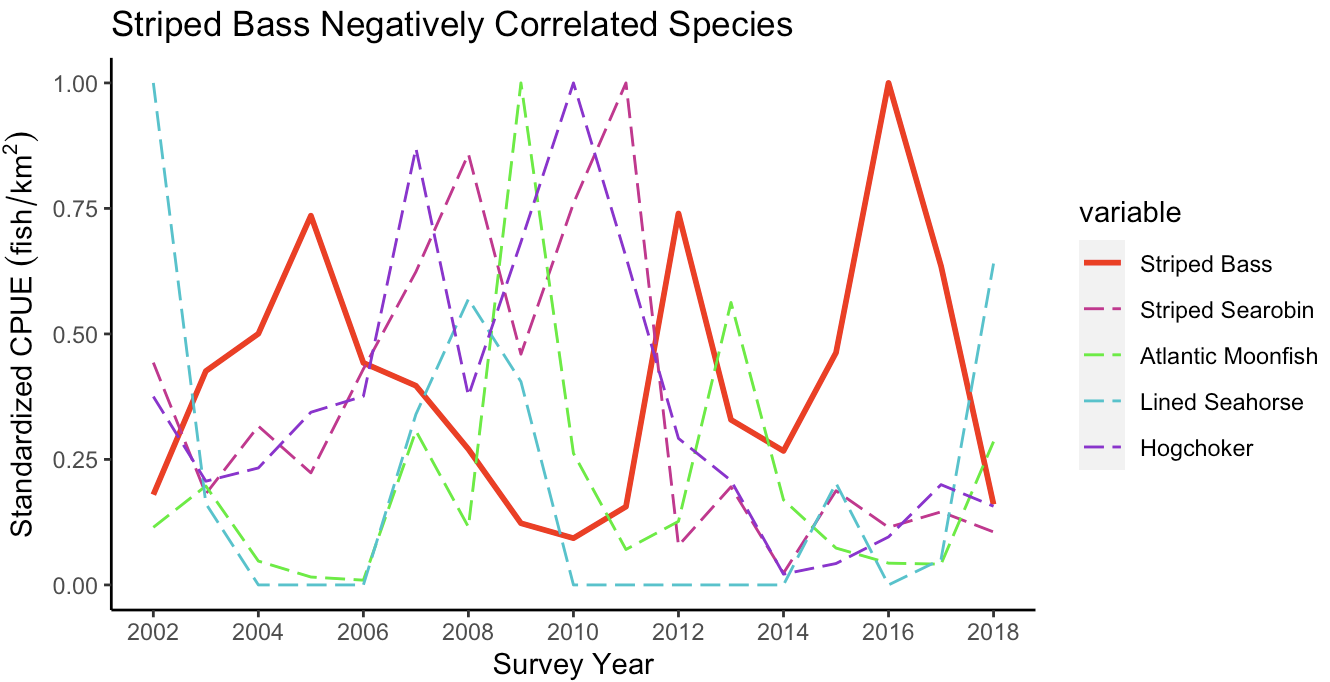 Striped Bass Negatively Correlated Species
Standardized CPUE (fish/km²)
1.00
0.75
0.50
0.25
0.00
2002 2004 2006 2008 2010 2012 2014 2016 2018
Survey Year
variable
Striped Bass
Striped Searobin
Atlantic Moonfish
Lined Seahorse
Hogchoker